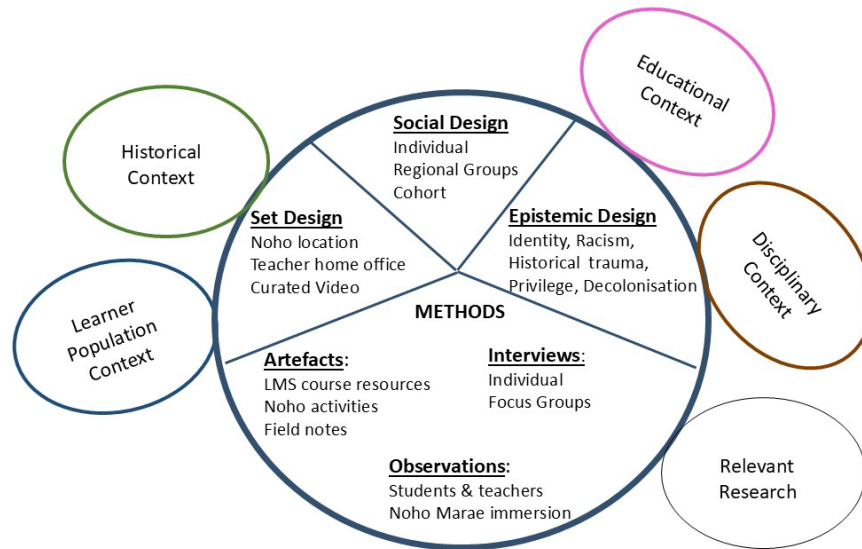 Educational
Context
Social Design
Individual
Regional Groups
Cohort
Historical
Context
Set Design
Noho location
Teacher home office
Curated Video
Epistemic Design
Identity, Racism,
Historical trauma,
Privilege, Decolonisation
Disciplinary
Context
Learner
Population
Context
METHODS
Artefacts:
LMS course resources
Noho activities
Field notes
Interviews:
Individual
Focus Groups
Observations:
Students & teachers
Noho Marae immersion
Relevant
Research